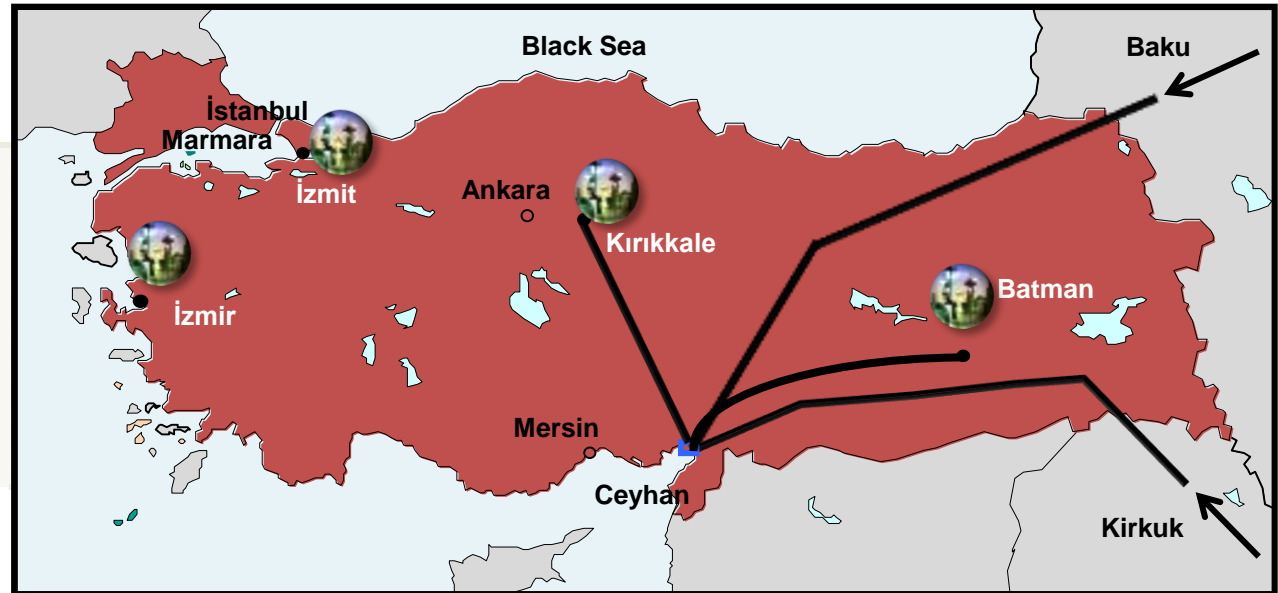 Black Sea
Baku
İstanbul
Marmara
İzmit
Ankara
Kırıkkale
Batman
İzmir
Mersin
Ceyhan
Kirkuk